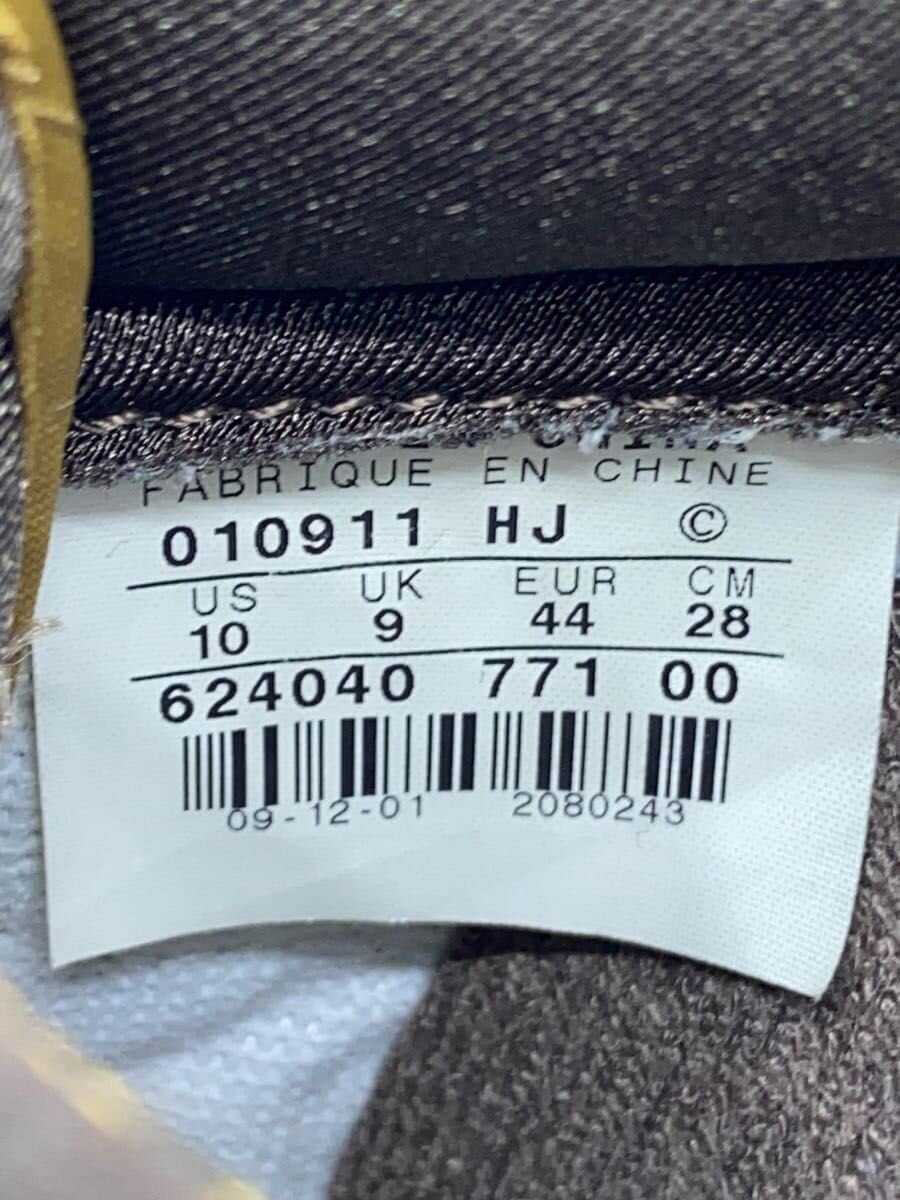 FABRIQUE EN CHINE
010911 HJ ©
US UK EUR CM
10 9 44 28
624040 771 00
09-12-01 2080243